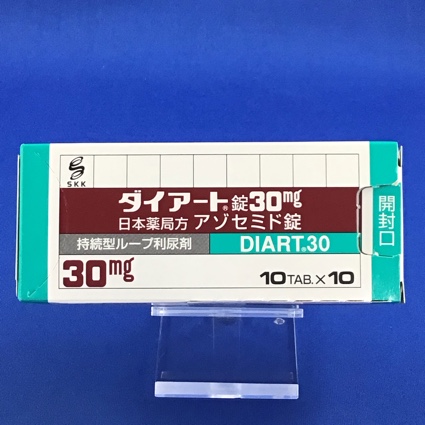 SKK
ダイアート®錠30mg
日本薬局方 アゾセミド錠
持続型ループ利尿剤
DIART®30
30mg
10TAB.×10
開封口